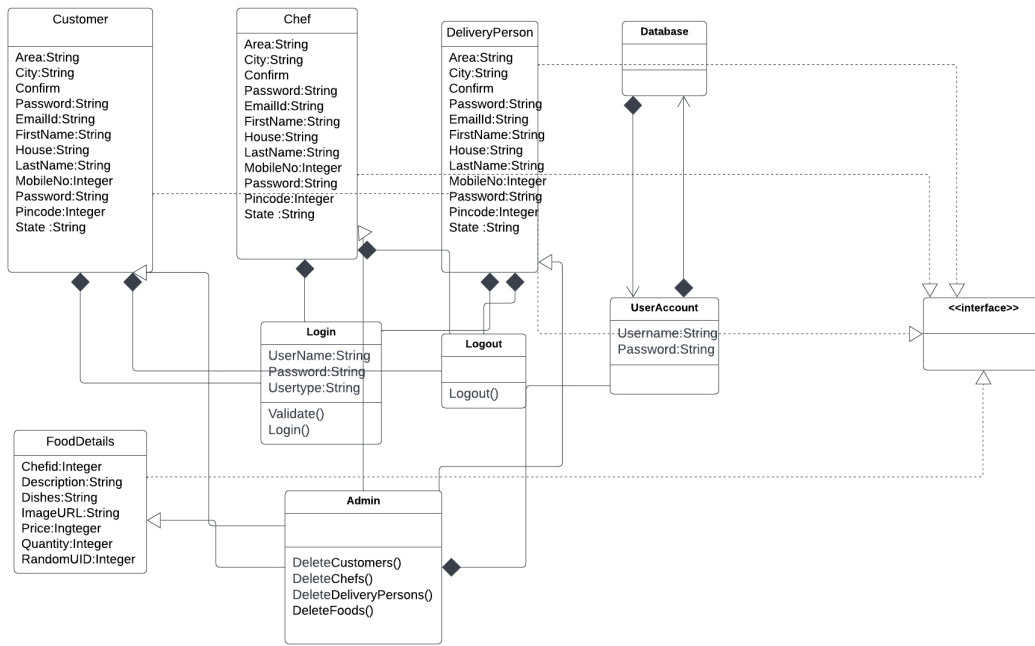 Customer
Area:String
City:String
Confirm
Password:String
EmailId:String
FirstName:String
House:String
LastName:String
MobileNo:Integer
Password:String
Pincode:Integer
State :String
Chef
Area:String
City:String
Confirm
Password:String
EmailId:String
FirstName:String
House:String
LastName:String
MobileNo:Integer
Password:String
Pincode:Integer
State :String
DeliveryPerson
Area:String
City:String
Confirm
Password:String
EmailId:String
FirstName:String
House:String
LastName:String
MobileNo:Integer
Password:String
Pincode:Integer
State :String
Database
UserAccount
Username:String
Password:String
<<interface>>
Login
UserName:String
Password:String
Usertype:String
Validate()
Login()
Logout
Logout()
FoodDetails
Chefid:Integer
Description:String
Dishes:String
ImageURL:String
Price:Ingteger
Quantity:Integer
RandomUID:Integer
Admin
DeleteCustomers()
DeleteChefs()
DeleteDeliveryPersons()
DeleteFoods()